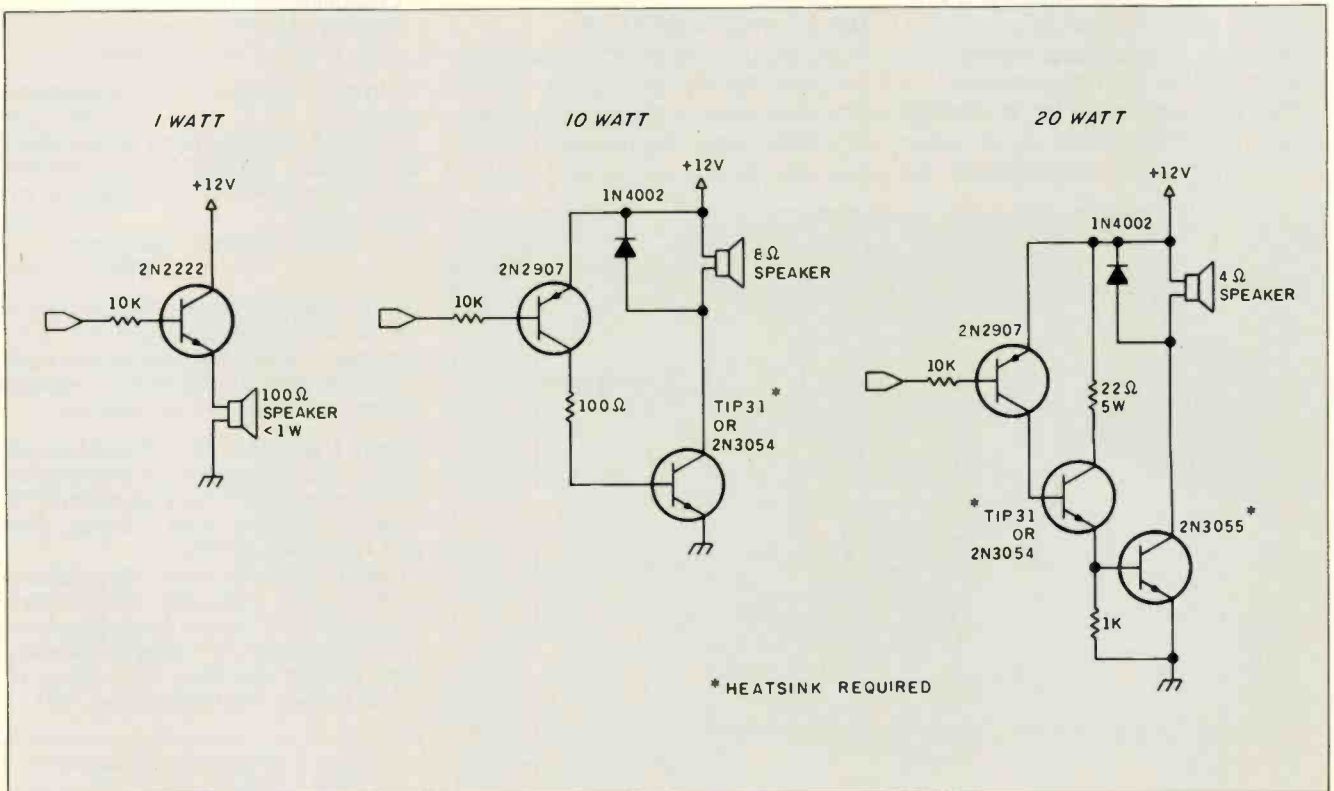 1 WATT
+12V
2N2222
10K
100Ω
SPEAKER
<1W
10 WATT
+12V
1N4002
8Ω
SPEAKER
2N2907
10K
100Ω
TIP31 *
OR
2N3054
20 WATT
+12V
1N4002
4Ω
SPEAKER
2N2907
10K
22Ω
5W
* TIP31
OR
2N3054
2N3055 *
1K
* HEATSINK REQUIRED